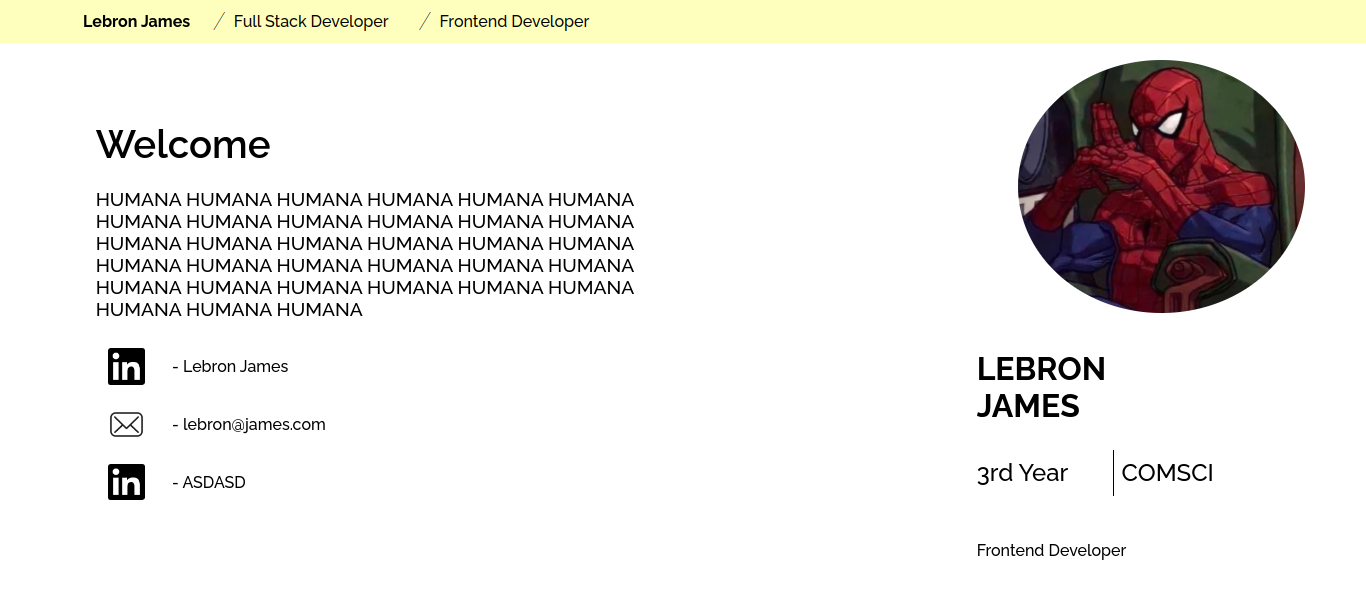 Lebron James / Full Stack Developer / Frontend Developer
Welcome
HUMANA HUMANA HUMANA HUMANA HUMANA HUMANA
HUMANA HUMANA HUMANA HUMANA HUMANA HUMANA
HUMANA HUMANA HUMANA HUMANA HUMANA HUMANA
HUMANA HUMANA HUMANA HUMANA HUMANA HUMANA
HUMANA HUMANA HUMANA HUMANA HUMANA HUMANA
HUMANA HUMANA HUMANA
in - Lebron James
- lebron@james.com
in - ASDASD
LEBRON
JAMES
3rd Year | COMSCI
Frontend Developer